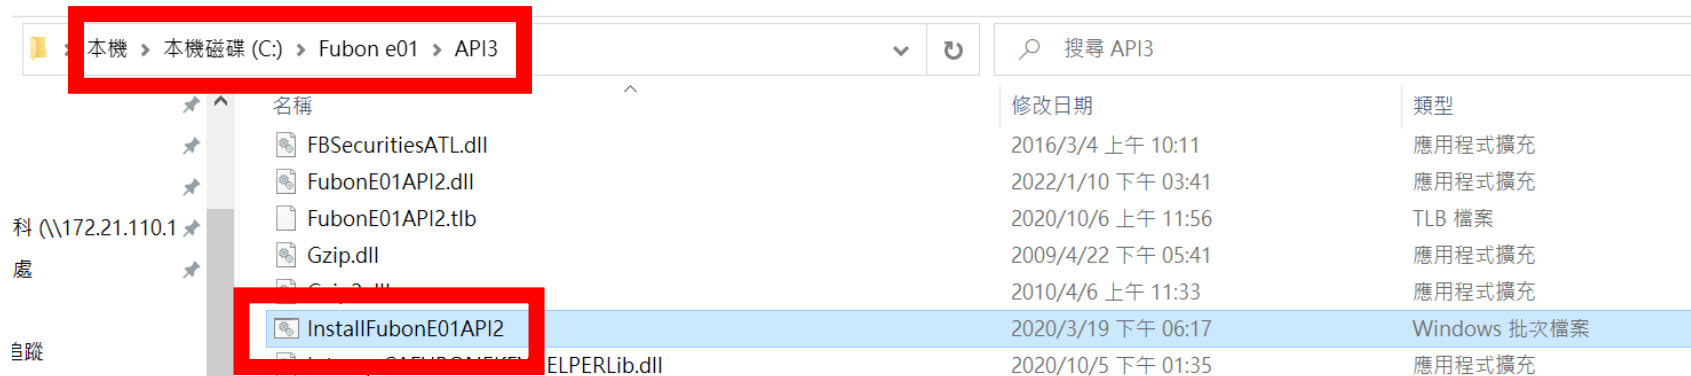 本機 > 本機磁碟 (C:) > Fubon e01 > API3
搜尋 API3
名稱 修改日期 類型
FBSecuritiesATL.dll 2016/3/4 上午 10:11 應用程式擴充
FubonE01API2.dll 2022/1/10 下午 03:41 應用程式擴充
FubonE01API2.tlb 2020/10/6 上午 11:56 TLB 檔案
科 (\\172.21.110.1
Gzip.dll 2009/4/22 下午 05:41 應用程式擴充
處
2010/4/6 上午 11:33 應用程式擴充
InstallFubonE01API2 2020/3/19 下午 06:17 Windows 批次檔案
追蹤
ELPERLib.dll 2020/10/5 下午 01:35 應用程式擴充